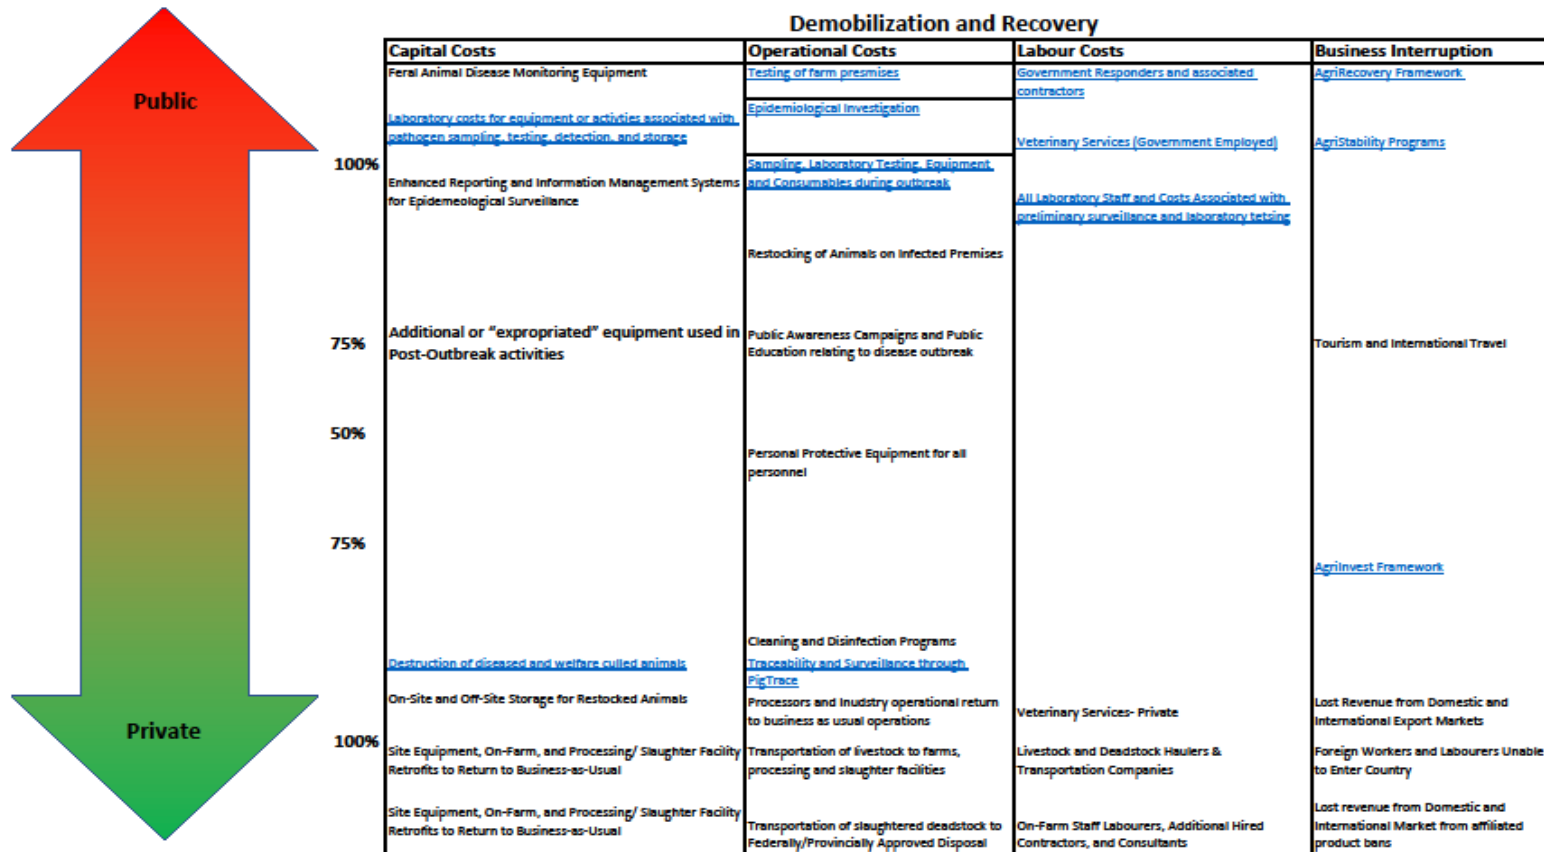 Demobilization and Recovery
Public
Private
100%
75%
50%
75%
100%
Capital Costs
Feral Animal Disease Monitoring Equipment
Laboratory costs for equipment or activties associated with
pathogen sampling, testing, detection, and storage
Enhanced Reporting and Information Management Systems
for Epidemeological Surveillance
Additional or “expropriated” equipment used in
Post-Outbreak activities
Destruction of diseased and welfare culled animals
On-Site and Off-Site Storage for Restocked Animals
Site Equipment, On-Farm, and Processing/ Slaughter Facility
Retrofits to Return to Business-as-Usual
Site Equipment, On-Farm, and Processing/ Slaughter Facility
Retrofits to Return to Business-as-Usual
Operational Costs
Testing of farm presmises
Epidemiological Investigation
Sampling, Laboratory Testing, Equipment
and Consumables during outbreak
Restocking of Animals on Infected Premises
Public Awareness Campaigns and Public
Education relating to disease outbreak
Personal Protective Equipment for all
personnel
Cleaning and Disinfection Programs
Traceability and Surveillance through
PigTrace
Processors and Inudstry operational return
to business as usual operations
Transportation of livestock to farms,
processing and slaughter facilities
Transportation of slaughtered deadstock to
Federally/Provincially Approved Disposal
Labour Costs
Government Responders and associated
contractors
Veterinary Services (Government Employed)
All Laboratory Staff and Costs Associated with
preliminary surveillance and laboratory tetsing
Veterinary Services- Private
Livestock and Deadstock Haulers &
Transportation Companies
On-Farm Staff Labourers, Additional Hired
Contractors, and Consultants
Business Interruption
AgriRecovery Framework
AgriStability Programs
Tourism and International Travel
AgriInvest Framework
Lost Revenue from Domestic and
International Export Markets
Foreign Workers and Labourers Unable
to Enter Country
Lost revenue from Domestic and
International Market from affiliated
product bans